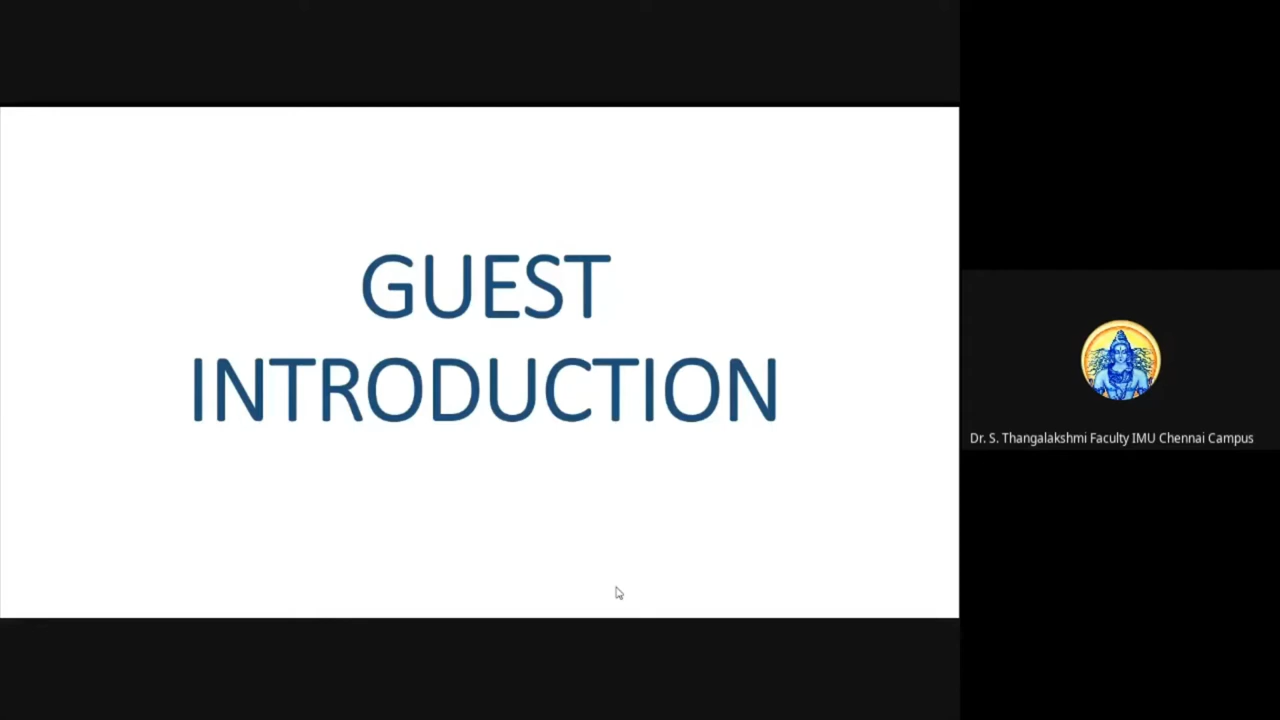 GUEST
INTRODUCTION
Dr. S. Thangalakshmi Faculty IMU Chennai Campus